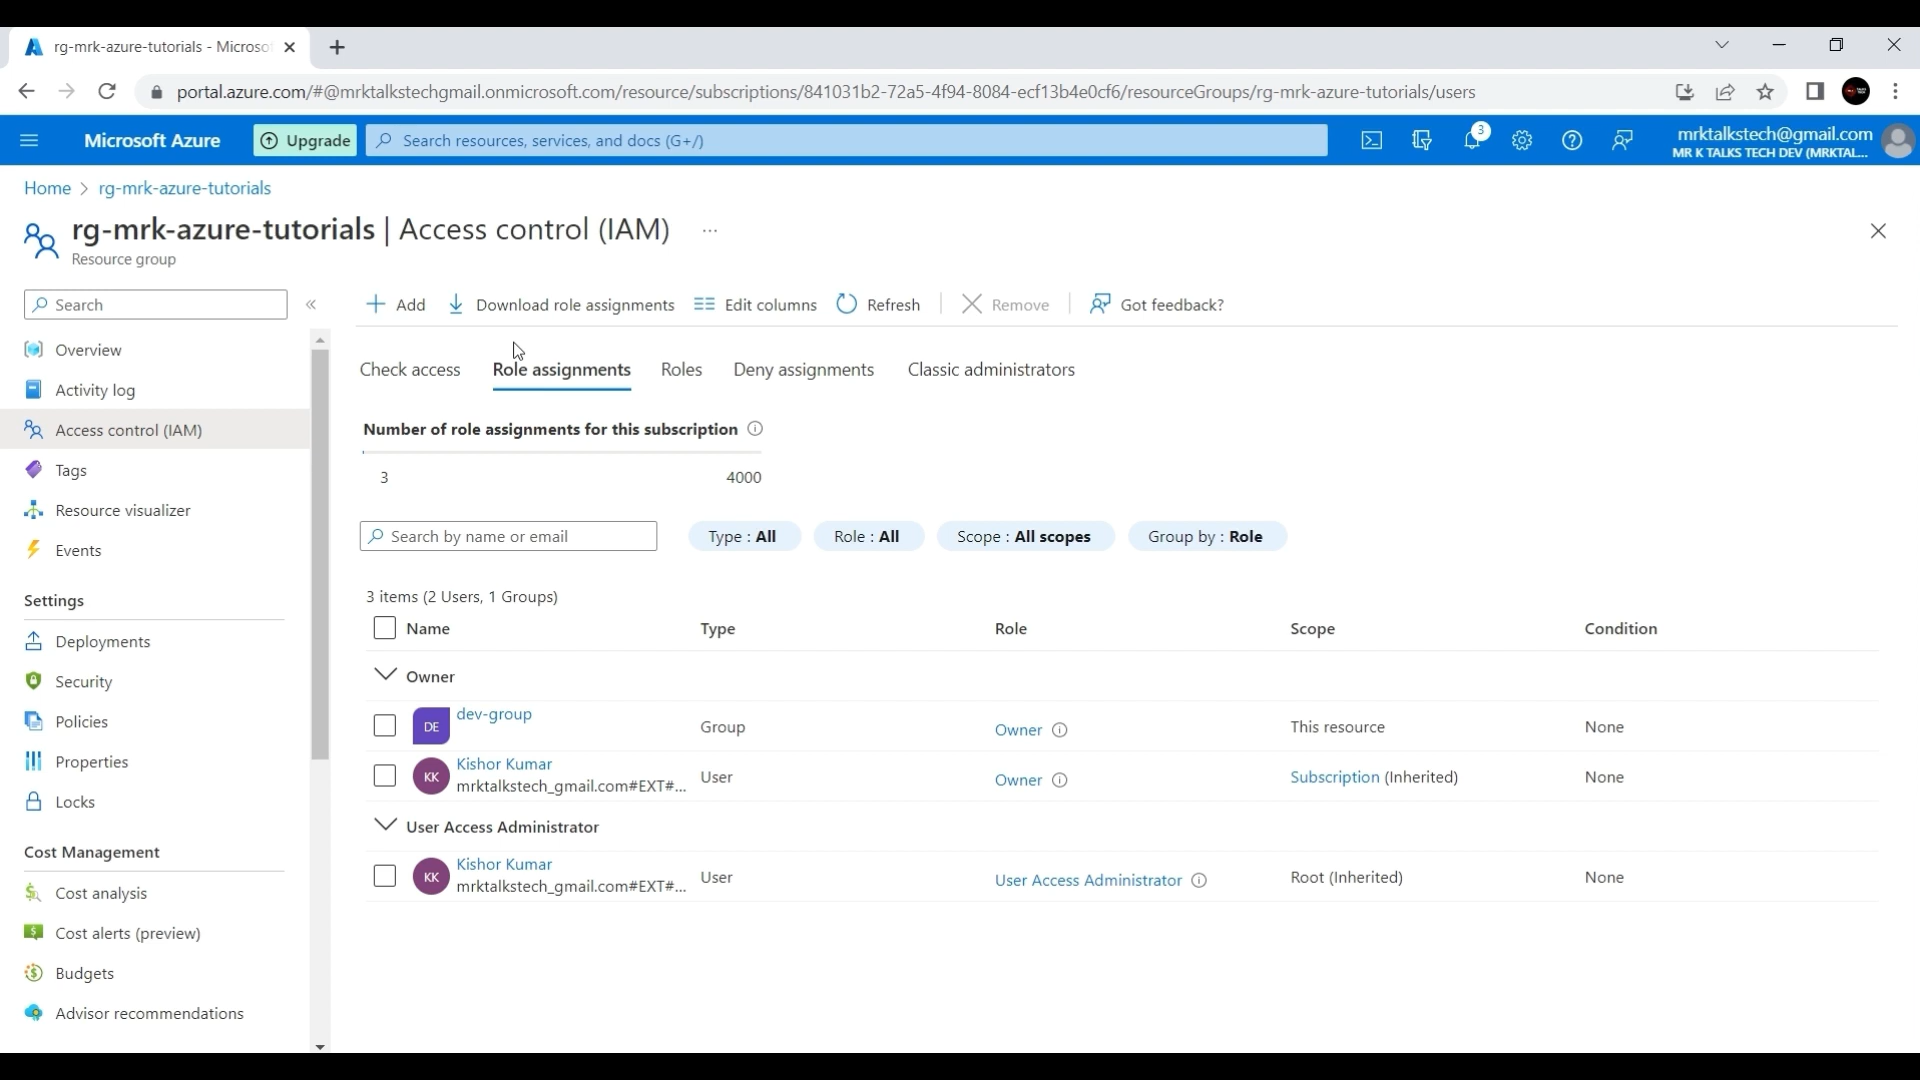 rg-mrk-azure-tutorials - Microsof
portal.azure.com/#@mrktalkstechgmail.onmicrosoft.com/resource/subscriptions/841031b2-72a5-4f94-8084-ecf13b4e0cf6/resourceGroups/rg-mrk-azure-tutorials/users
Microsoft Azure
Upgrade
Search resources, services, and docs (G+/)
3
mrktalkstech@gmail.com
MR K TALKS TECH DEV (MRKTAL...
Home > rg-mrk-azure-tutorials
rg-mrk-azure-tutorials | Access control (IAM) ...
Resource group
Search
Overview
Activity log
Access control (IAM)
Tags
Resource visualizer
Events
Settings
Deployments
Security
Policies
Properties
Locks
Cost Management
Cost analysis
Cost alerts (preview)
Budgets
Advisor recommendations
Add Download role assignments Edit columns Refresh Remove Got feedback?
Check access Role assignments Roles Deny assignments Classic administrators
Number of role assignments for this subscription
3 4000
Search by name or email Type : All Role : All Scope : All scopes Group by : Role
3 items (2 Users, 1 Groups)
Name Type Role Scope Condition
Owner
DE dev-group Group Owner This resource None
KK Kishor Kumar User Owner Subscription (Inherited) None
mrktalkstech_gmail.com#EXT#...
User Access Administrator
KK Kishor Kumar User User Access Administrator Root (Inherited) None
mrktalkstech_gmail.com#EXT#...